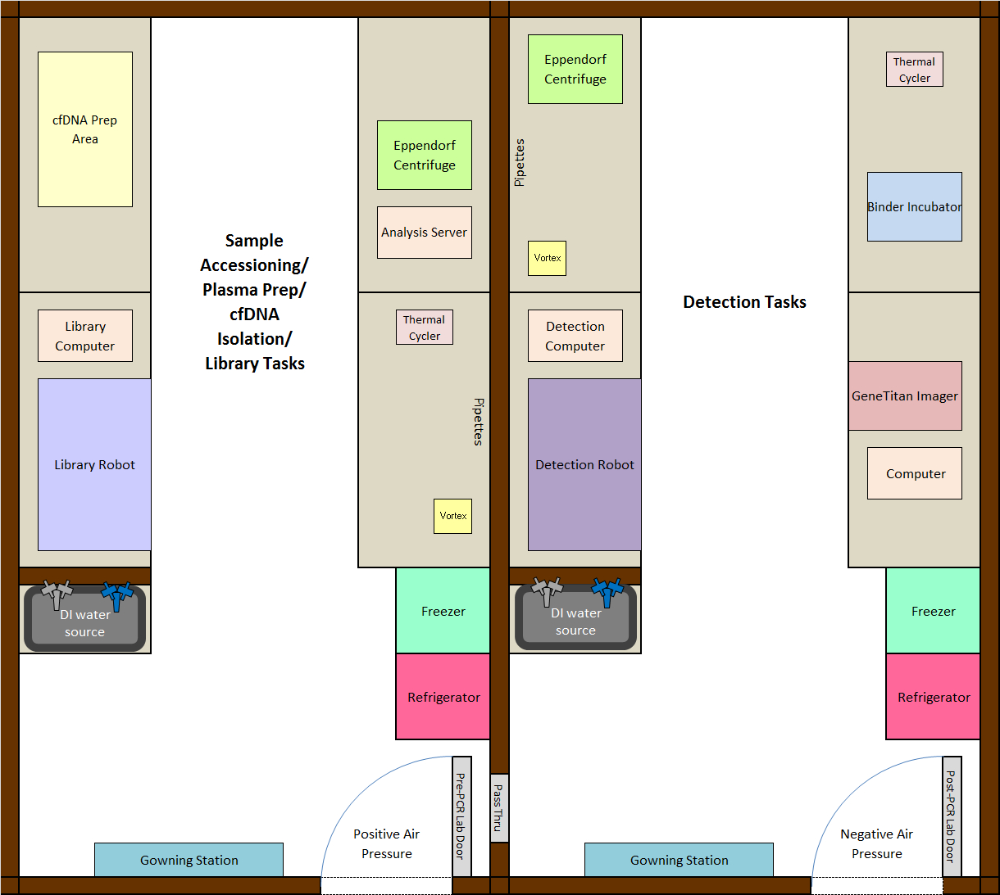 cfDNA Prep
Area
Eppendorf
Centrifuge
Analysis Server
Sample
Accessioning/
Plasma Prep/
cfDNA
Isolation/
Library Tasks
Library
Computer
Thermal
Cycler
Pipettes
Library Robot
Vortex
DI water
source
Freezer
Refrigerator
Pre-PCR Lab Door
Positive Air
Pressure
Gowning Station
Pass Thru
Eppendorf
Centrifuge
Thermal
Cycler
Pipettes
Binder Incubator
Vortex
Detection Tasks
Detection
Computer
GeneTitan Imager
Detection Robot
Computer
DI water
source
Freezer
Refrigerator
Post-PCR Lab Door
Negative Air
Pressure
Gowning Station